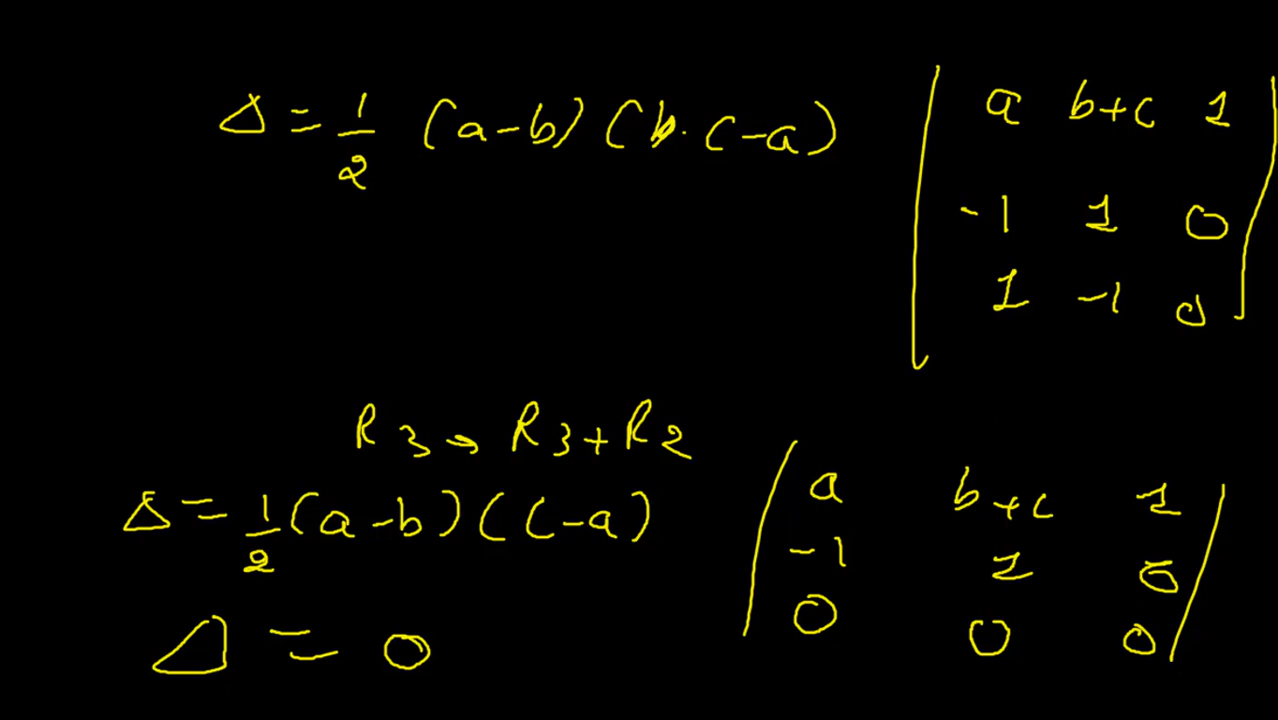 Δ = 1/2 (a-b) (b. c-a) | a b+c 1 |
| -1 1 0 |
| 1 -1 0 |
R3 → R3+R2
Δ = 1/2 (a-b) (c-a) | a b+c 1 |
| -1 1 0 |
Δ = 0 | 0 0 0 |